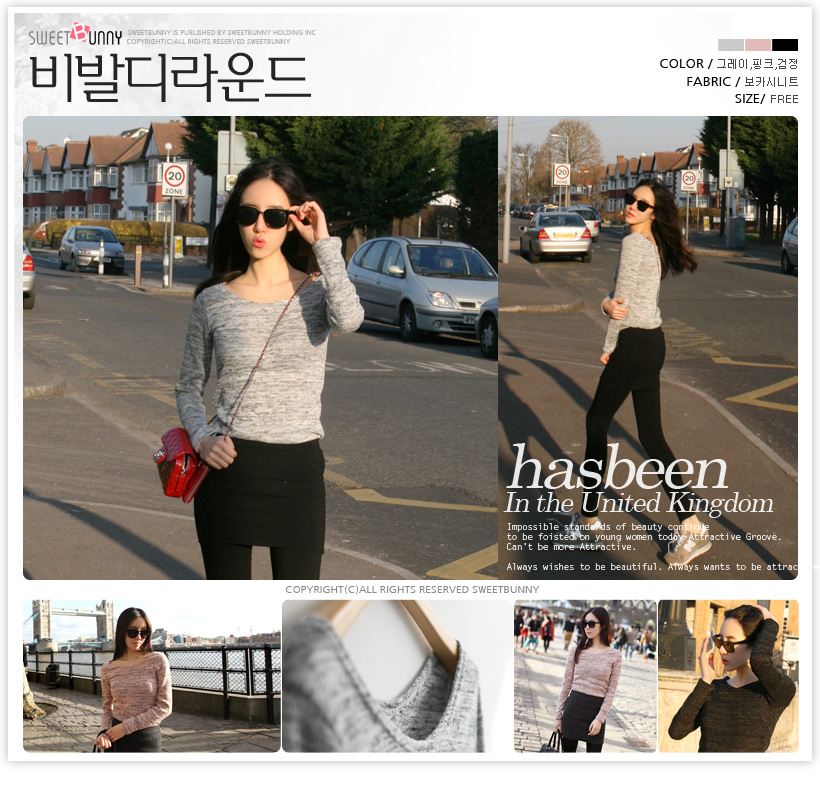 SWEETBUNNY
SWEETBUNNY IS PUBLISHED BY SWEETBUNNY HOLDING INC
COPYRIGHT(C)ALL RIGHTS RESERVED SWEETBUNNY
비발디라운드
COLOR / 그레이,핑크,검정
FABRIC / 보카시니트
SIZE/ FREE
20
ZONE
20
20
hasbeen
In the United Kingdom
Impossible standards of beauty continue
to be foisted on young women today Attractive Groove.
Can't be more Attractive.
Always wishes to be beautiful. Always wants to be attrac
COPYRIGHT(C)ALL RIGHTS RESERVED SWEETBUNNY